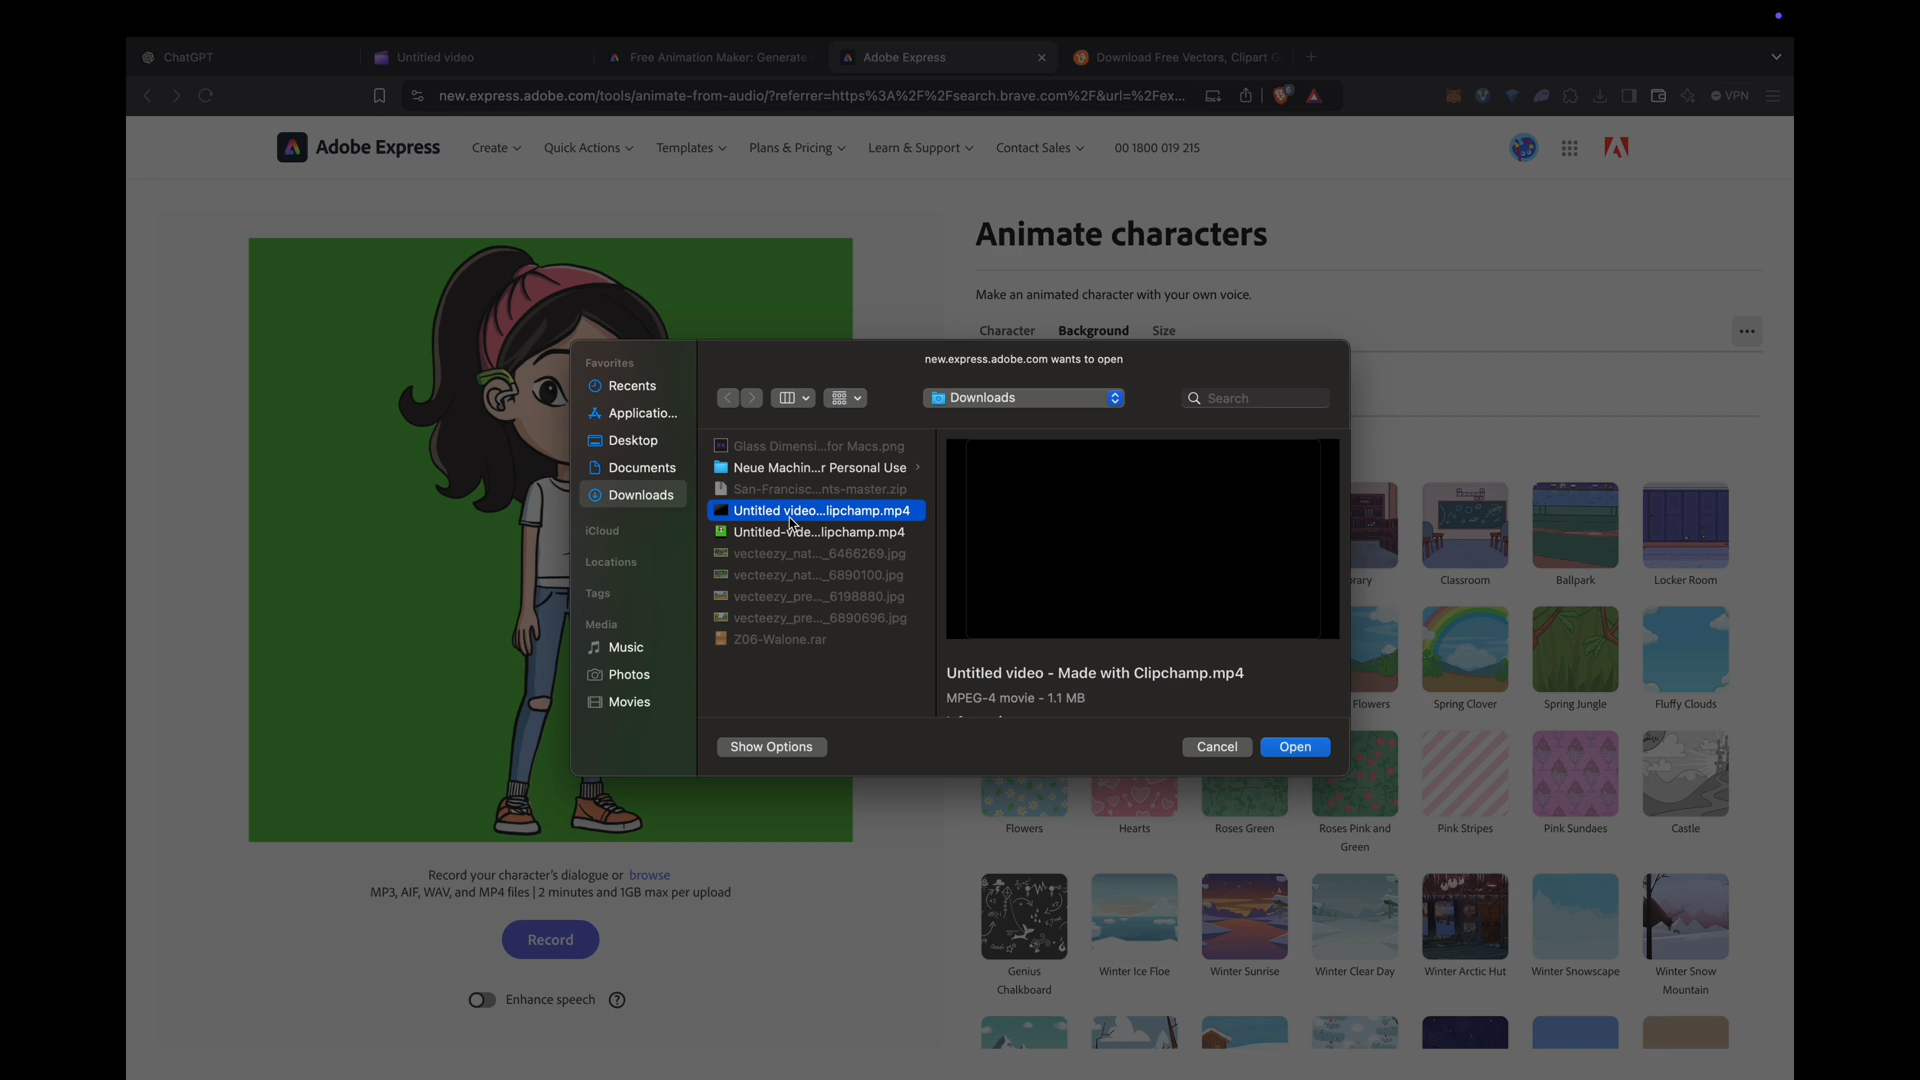 ChatGPT
Untitled video
Free Animation Maker: Generate
Adobe Express
Download Free Vectors, Clipart G
new.express.adobe.com/tools/animate-from-audio/?referrer=https%3A%2F%2Fsearch.brave.com%2F&url=%2Fex...
6
VPN
Adobe Express
Create
Quick Actions
Templates
Plans & Pricing
Learn & Support
Contact Sales
00 1800 019 215
Animate characters
Make an animated character with your own voice.
Character
Background
Size
new.express.adobe.com wants to open
Favorites
Recents
Applicatio...
Desktop
Documents
Downloads
iCloud
Locations
Tags
Media
Music
Photos
Movies
Downloads
Search
Glass Dimensi...for Macs.png
Neue Machin...r Personal Use
San-Francisc...nts-master.zip
Untitled video...lipchamp.mp4
Untitled-vide...lipchamp.mp4
vecteezy_nat..._6466269.jpg
vecteezy_nat..._6890100.jpg
vecteezy_pre..._6198880.jpg
vecteezy_pre..._6890696.jpg
Z06-Walone.rar
Untitled video - Made with Clipchamp.mp4
MPEG-4 movie - 1.1 MB
Show Options
Cancel
Open
Classroom
Ballpark
Locker Room
Flowers
Spring Clover
Spring Jungle
Fluffy Clouds
Flowers
Hearts
Roses Green
Roses Pink and
Green
Pink Stripes
Pink Sundaes
Castle
Genius
Chalkboard
Winter Ice Floe
Winter Sunrise
Winter Clear Day
Winter Arctic Hut
Winter Snowscape
Winter Snow
Mountain
Record your character's dialogue or browse
MP3, AIF, WAV, and MP4 files | 2 minutes and 1GB max per upload
Record
Enhance speech